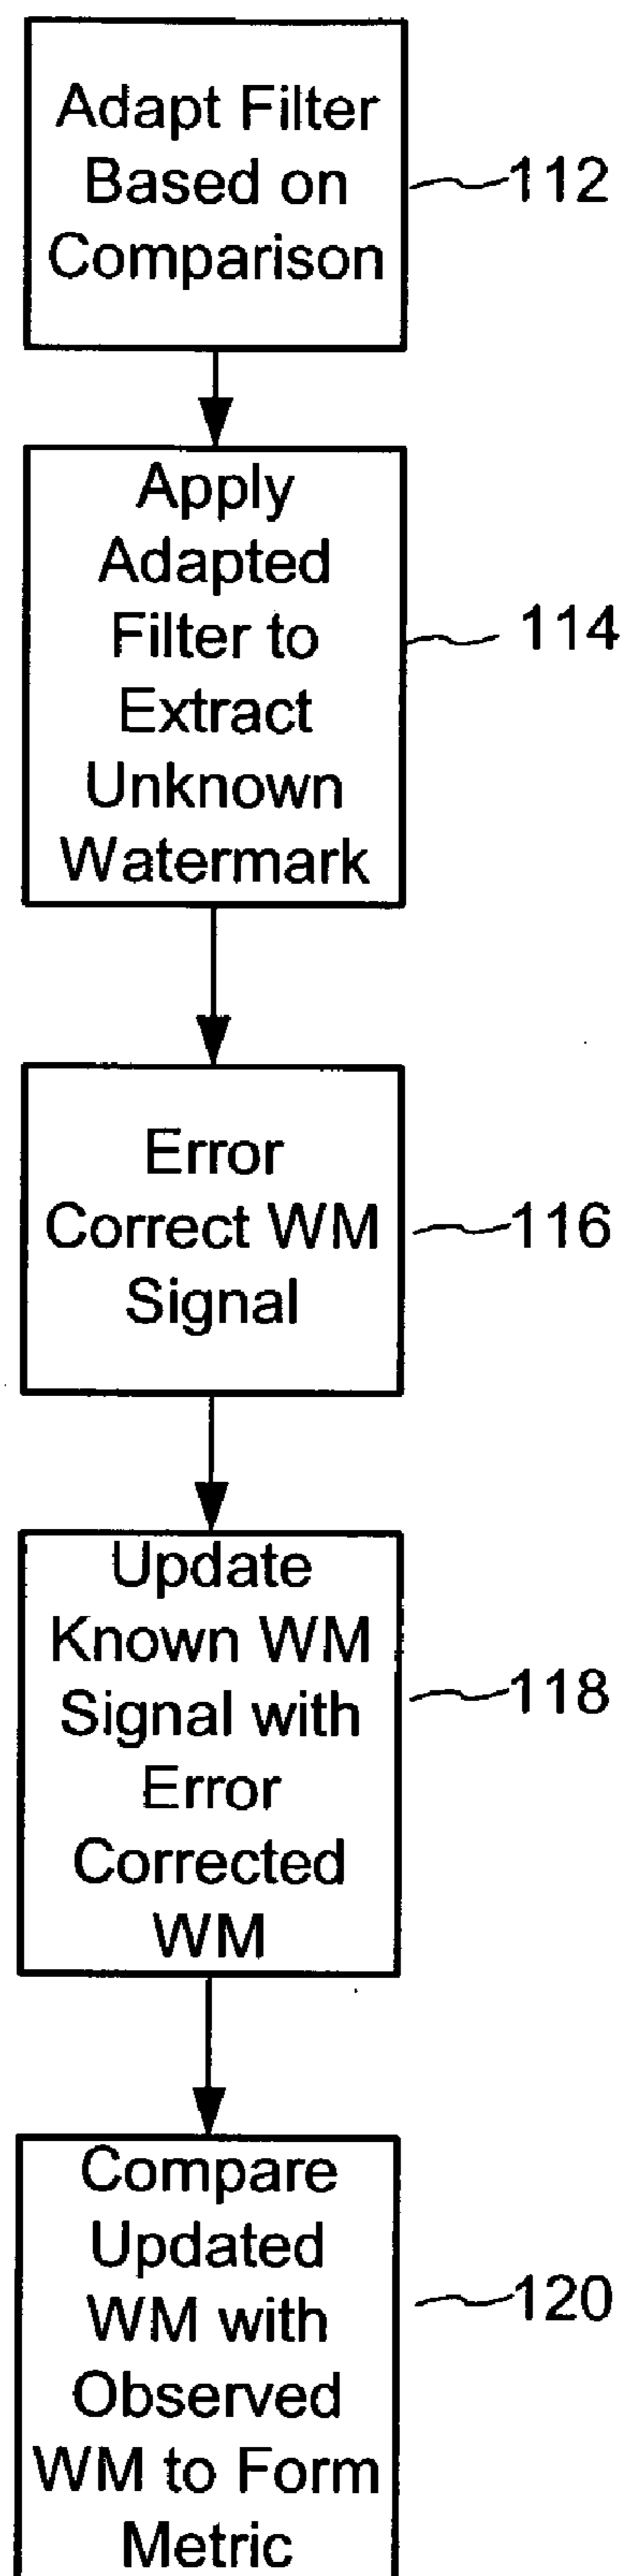 Adapt Filter
Based on
Comparison
112
Apply
Adapted
Filter to
Extract
Unknown
Watermark
114
Error
Correct WM
Signal
116
Update
Known WM
Signal with
Error
Corrected
WM
118
Compare
Updated
WM with
Observed
WM to Form
Metric
120